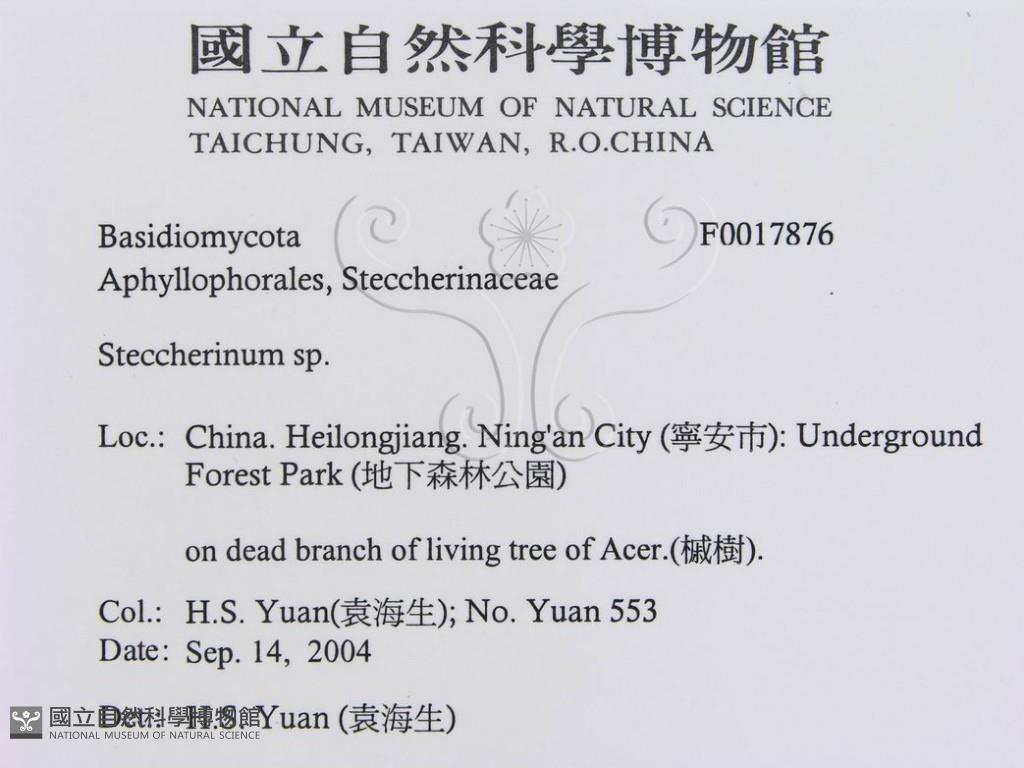 國立自然科學博物館
NATIONAL MUSEUM OF NATURAL SCIENCE
TAICHUNG, TAIWAN, R.O.CHINA
Basidiomycota F0017876
Aphyllophorales, Steccherinaceae
Steccherinum sp.
Loc.: China. Heilongjiang. Ning'an City (寧安市): Underground
Forest Park (地下森林公園)
on dead branch of living tree of Acer.(槭樹).
Col.: H.S. Yuan(袁海生); No. Yuan 553
Date: Sep. 14, 2004
Det.: H.S. Yuan (袁海生)
國立自然科學博物館
NATIONAL MUSEUM OF NATURAL SCIENCE